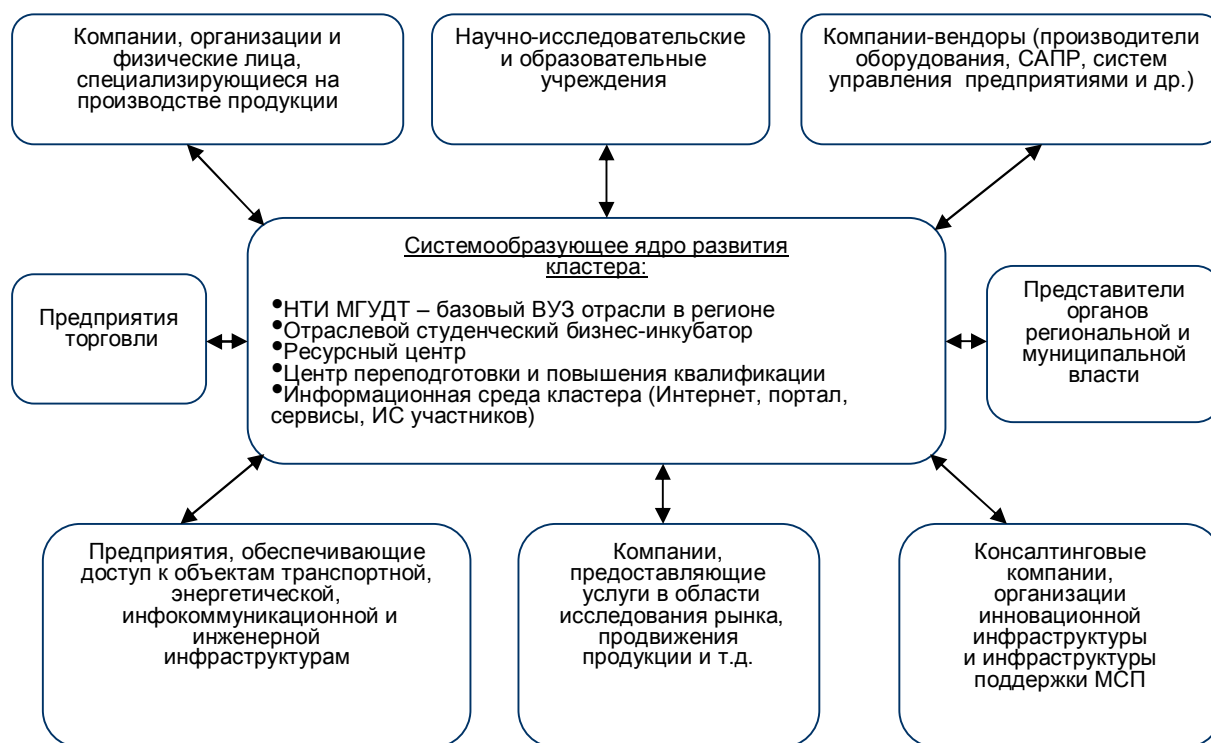 Компании, организации и
физические лица,
специализирующиеся на
производстве продукции
Научно-исследовательские
и образовательные
учреждения
Компании-вендоры (производители
оборудования, САПР, систем
управления предприятиями и др.)
Предприятия
торговли
Системообразующее ядро развития
кластера:
•НТИ МГУДТ – базовый ВУЗ отрасли в регионе
•Отраслевой студенческий бизнес-инкубатор
•Ресурсный центр
•Центр переподготовки и повышения квалификации
•Информационная среда кластера (Интернет, портал,
сервисы, ИС участников)
Представители
органов
региональной и
муниципальной
власти
Предприятия, обеспечивающие
доступ к объектам транспортной,
энергетической,
инфокоммуникационной и
инженерной
инфраструктурам
Компании,
предоставляющие
услуги в области
исследования рынка,
продвижения
продукции и т.д.
Консалтинговые
компании,
организации
инновационной
инфраструктуры
и инфраструктуры
поддержки МСП